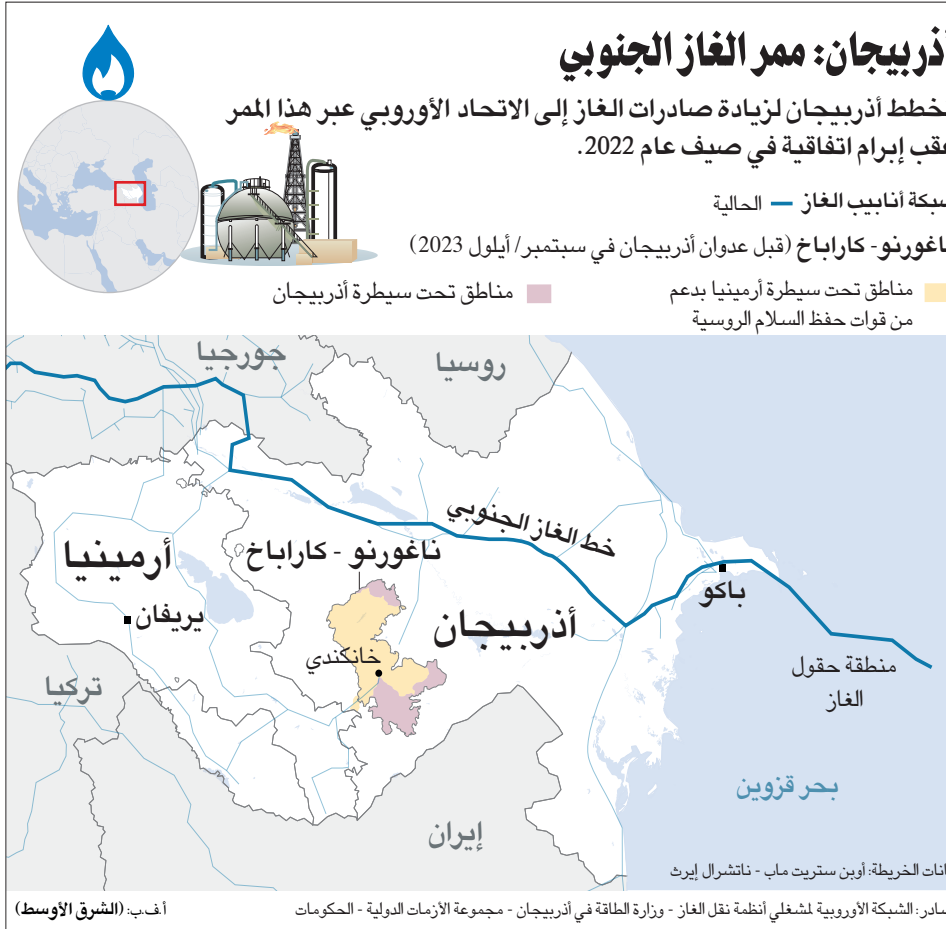 أذربيجان: ممر الغاز الجنوبي
تخطط أذربيجان لزيادة صادرات الغاز إلى الاتحاد الأوروبي عبر هذا الممر
عقب إبرام اتفاقية في صيف عام 2022.
شبكة أنابيب الغاز — الحالية
ناغورنو- كاراباخ (قبل عدوان أذربيجان في سبتمبر/ أيلول 2023)
مناطق تحت سيطرة أرمينيا بدعم
من قوات حفظ السلام الروسية
مناطق تحت سيطرة أذربيجان
جورجيا
روسيا
خط الغاز الجنوبي
ناغورنو - كاراباخ
أرمينيا
باكو
يريفان
أذربيجان
خانكندي
منطقة حقول
الغاز
تركيا
بحر قزوين
إيران
بيانات الخريطة: أوبن ستريت ماب - ناتشرال إيرث
مصادر: الشبكة الأوروبية لمشغلي أنظمة نقل الغاز - وزارة الطاقة في أذربيجان - مجموعة الأزمات الدولية - الحكومات
أ.ف.ب: (الشرق الأوسط)